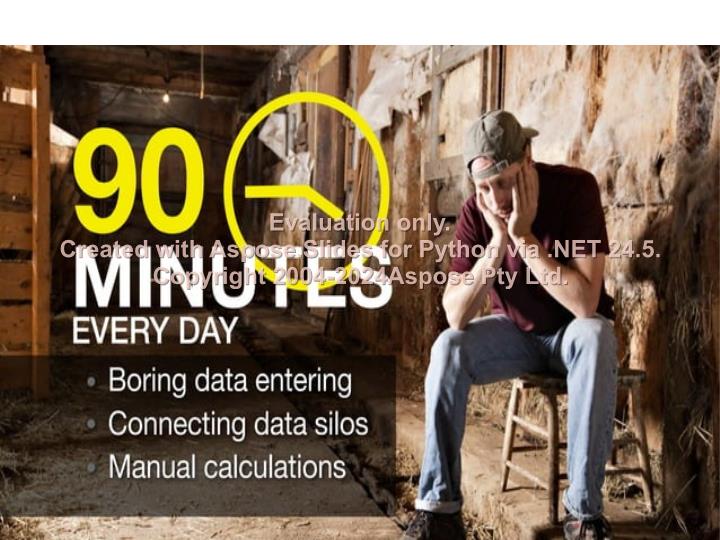 90
MINUTES
EVERY DAY
• Boring data entering
• Connecting data silos
• Manual calculations
Evaluation only.
Created with Aspose.Slides for Python via .NET 24.5.
Copyright 2004-2024Aspose Pty Ltd.